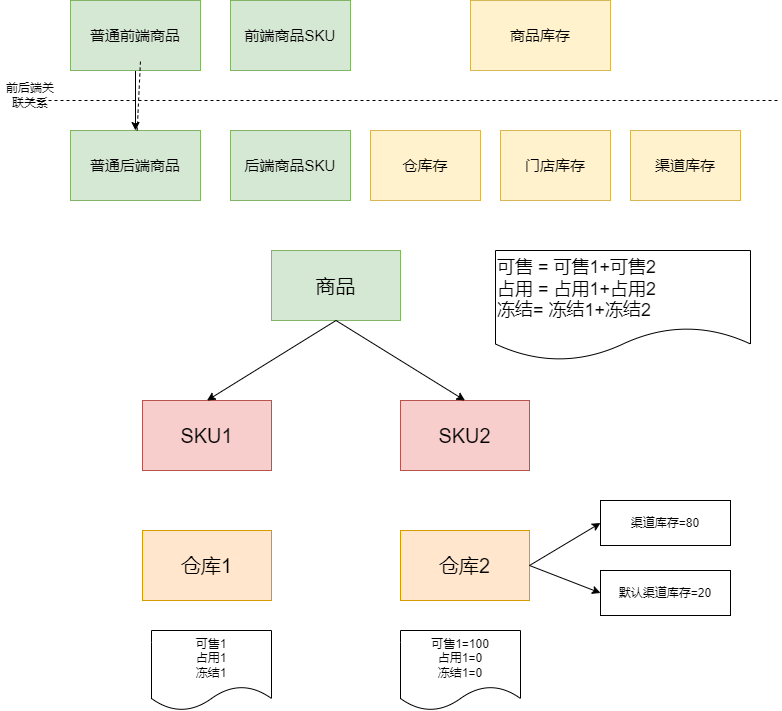 普通前端商品
前端商品SKU
商品库存
前后端关
联关系
普通后端商品
后端商品SKU
仓库存
门店库存
渠道库存
商品
可售 = 可售1+可售2
占用 = 占用1+占用2
冻结= 冻结1+冻结2
SKU1
SKU2
渠道库存=80
仓库1
仓库2
默认渠道库存=20
可售1
占用1
冻结1
可售1=100
占用1=0
冻结1=0